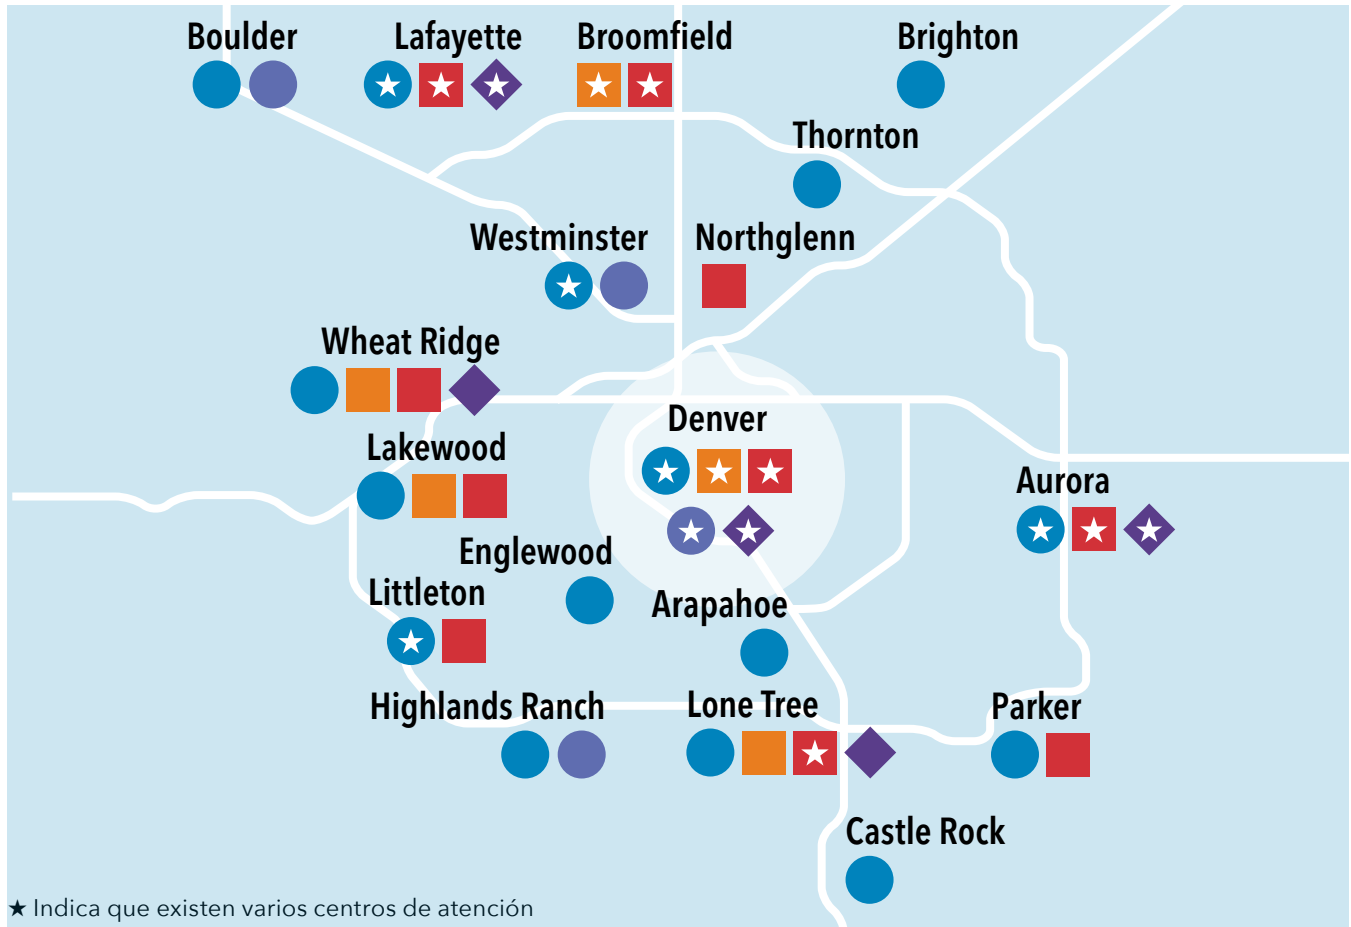 Boulder
Lafayette
Broomfield
Brighton
Thornton
Westminster
Northglenn
Wheat Ridge
Denver
Lakewood
Aurora
Englewood
Littleton
Arapahoe
Highlands Ranch
Lone Tree
Parker
Castle Rock
★ Indica que existen varios centros de atención